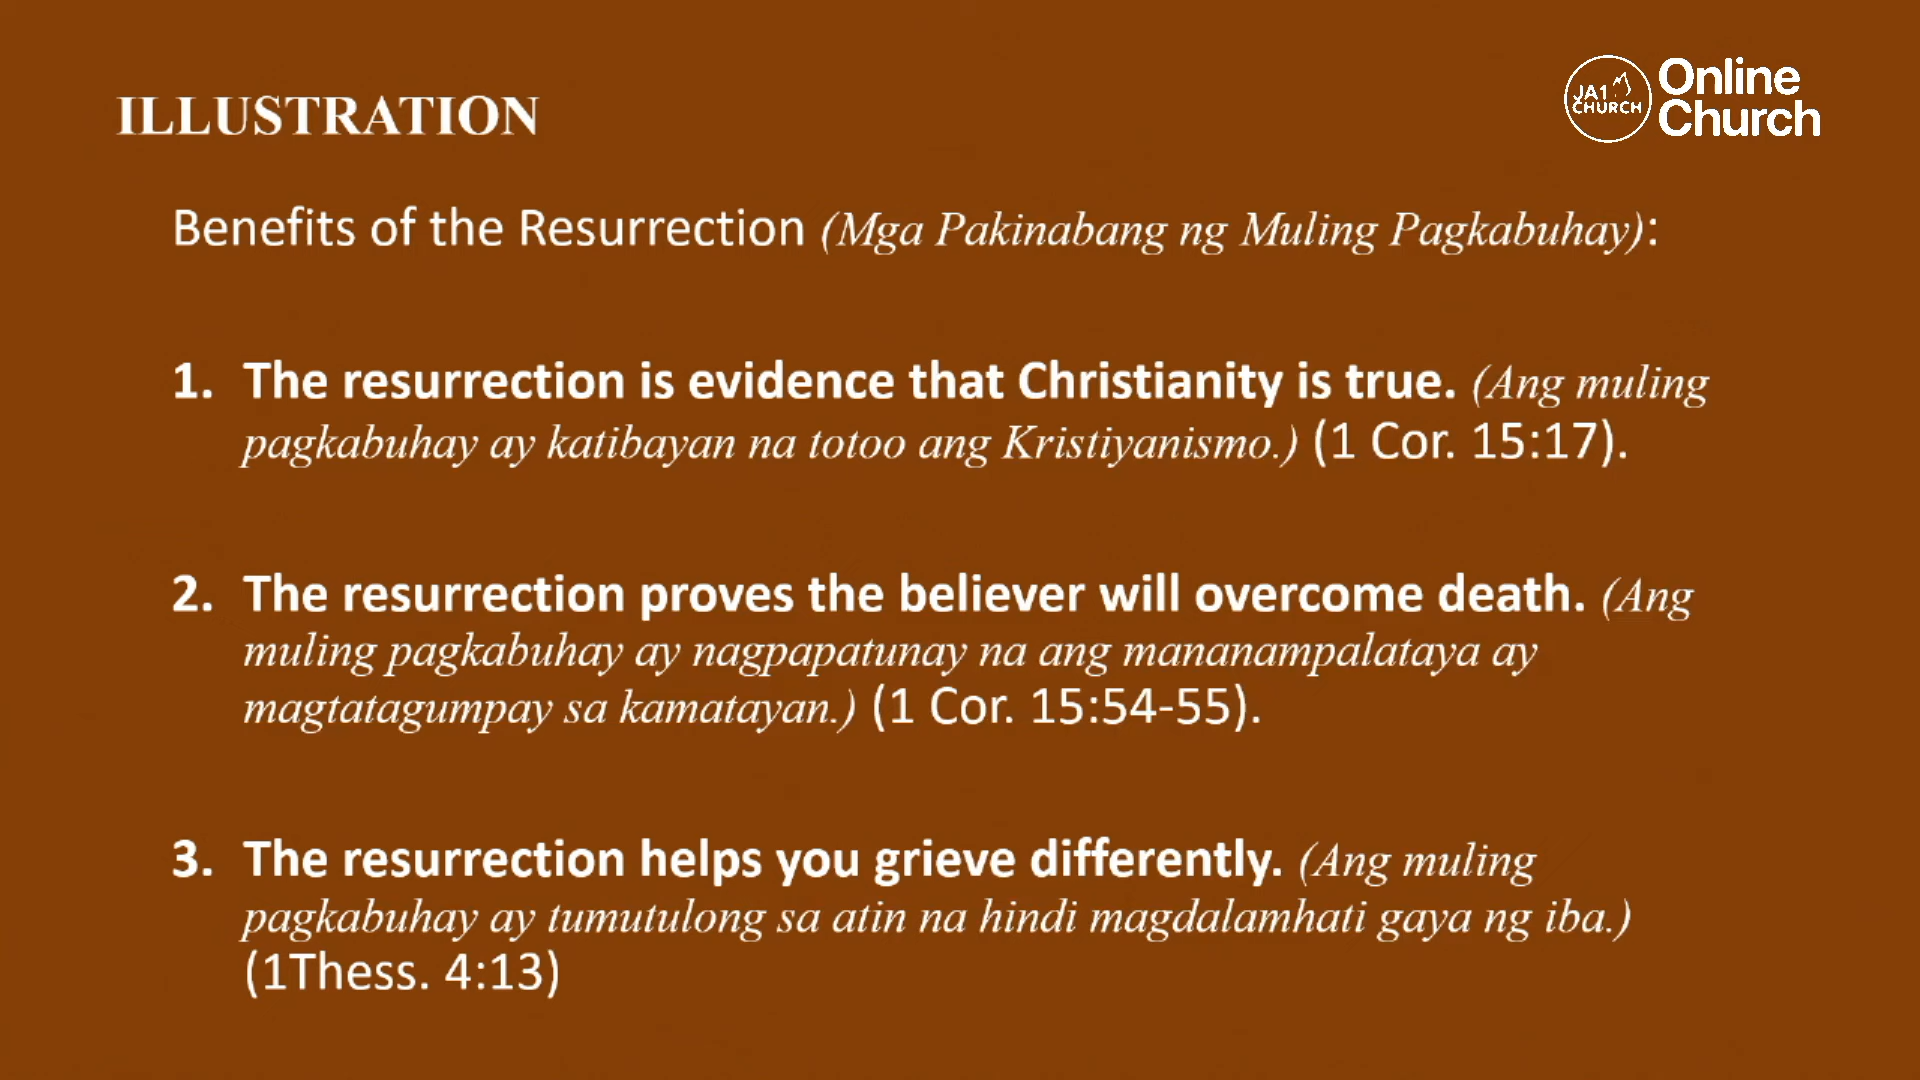 ILLUSTRATION
JA1
CHURCH
Online
Church
Benefits of the Resurrection (Mga Pakinabang ng Muling Pagkabuhay):
1. The resurrection is evidence that Christianity is true. (Ang muling
pagkabuhay ay katibayan na totoo ang Kristiyanismo.) (1 Cor. 15:17).
2. The resurrection proves the believer will overcome death. (Ang
muling pagkabuhay ay nagpapatunay na ang mananampalataya ay
magtatagumpay sa kamatayan.) (1 Cor. 15:54-55).
3. The resurrection helps you grieve differently. (Ang muling
pagkabuhay ay tumutulong sa atin na hindi magdalamhati gaya ng iba.)
(1Thess. 4:13)